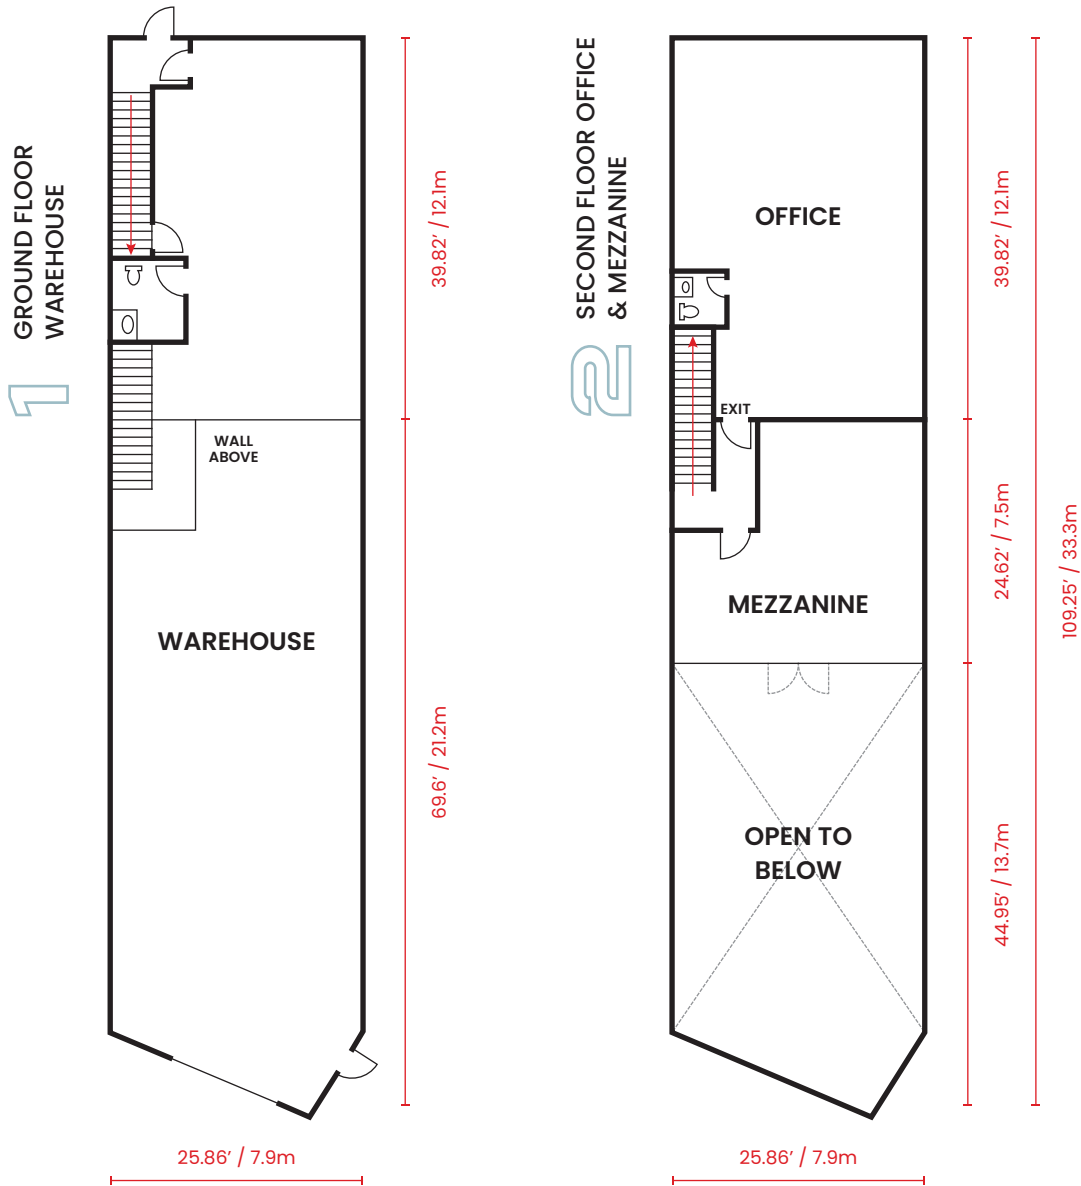 1
GROUND FLOOR
WAREHOUSE
WALL
ABOVE
WAREHOUSE
39.82’ / 12.1m
69.6’ / 21.2m
25.86’ / 7.9m
2
SECOND FLOOR OFFICE
& MEZZANINE
OFFICE
EXIT
MEZZANINE
OPEN TO
BELOW
39.82’ / 12.1m
24.62’ / 7.5m
44.95’ / 13.7m
109.25’ / 33.3m
25.86’ / 7.9m